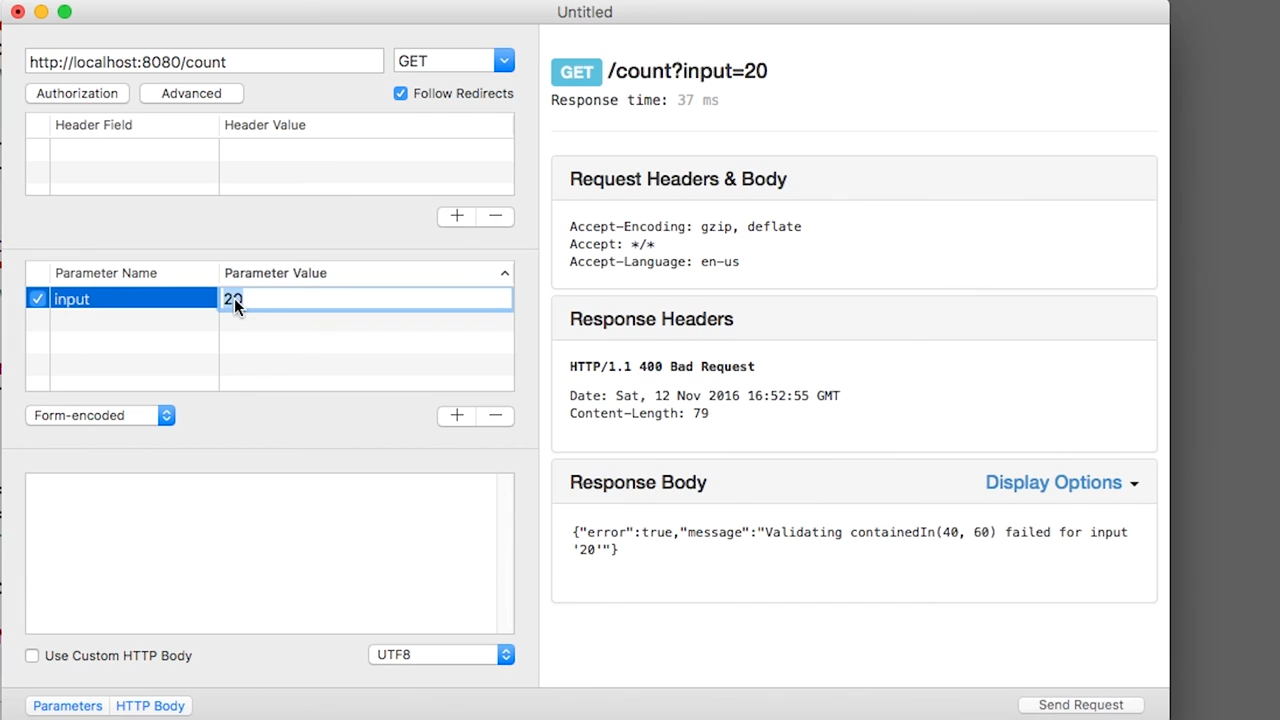 Untitled
http://localhost:8080/count
GET
Authorization
Advanced
Follow Redirects
Header Field
Header Value
Parameter Name
Parameter Value
input
20
Form-encoded
Use Custom HTTP Body
UTF8
Parameters
HTTP Body
GET /count?input=20
Response time: 37 ms
Request Headers & Body
Accept-Encoding: gzip, deflate
Accept: */*
Accept-Language: en-us
Response Headers
HTTP/1.1 400 Bad Request
Date: Sat, 12 Nov 2016 16:52:55 GMT
Content-Length: 79
Response Body
Display Options
{"error":true,"message":"Validating containedIn(40, 60) failed for input
'20'"}
Send Request